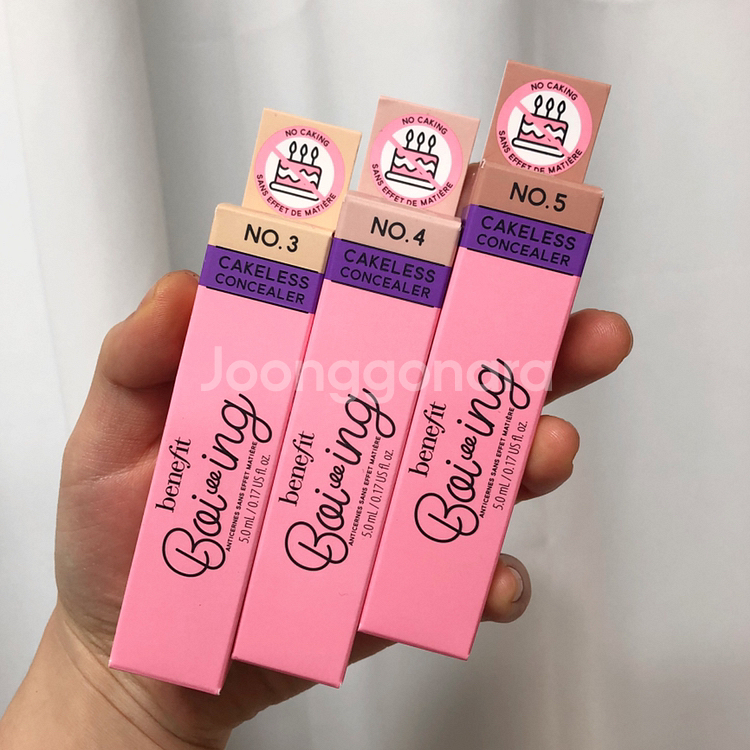 NO CAKING
SANS EFFET DE MATIÈRE
NO.3
CAKELESS
CONCEALER
benefit
Boi-ing
ANTICERNES SANS EFFET MATIÈRE
5.0 mL / 0.17 US fl. oz.
NO CAKING
SANS EFFET DE MATIÈRE
NO.4
CAKELESS
CONCEALER
benefit
Boi-ing
ANTICERNES SANS EFFET MATIÈRE
5.0 mL / 0.17 US fl. oz.
NO CAKING
SANS EFFET DE MATIÈRE
NO.5
CAKELESS
CONCEALER
benefit
Boi-ing
ANTICERNES SANS EFFET MATIÈRE
5.0 mL / 0.17 US fl. oz.
Joonggonara